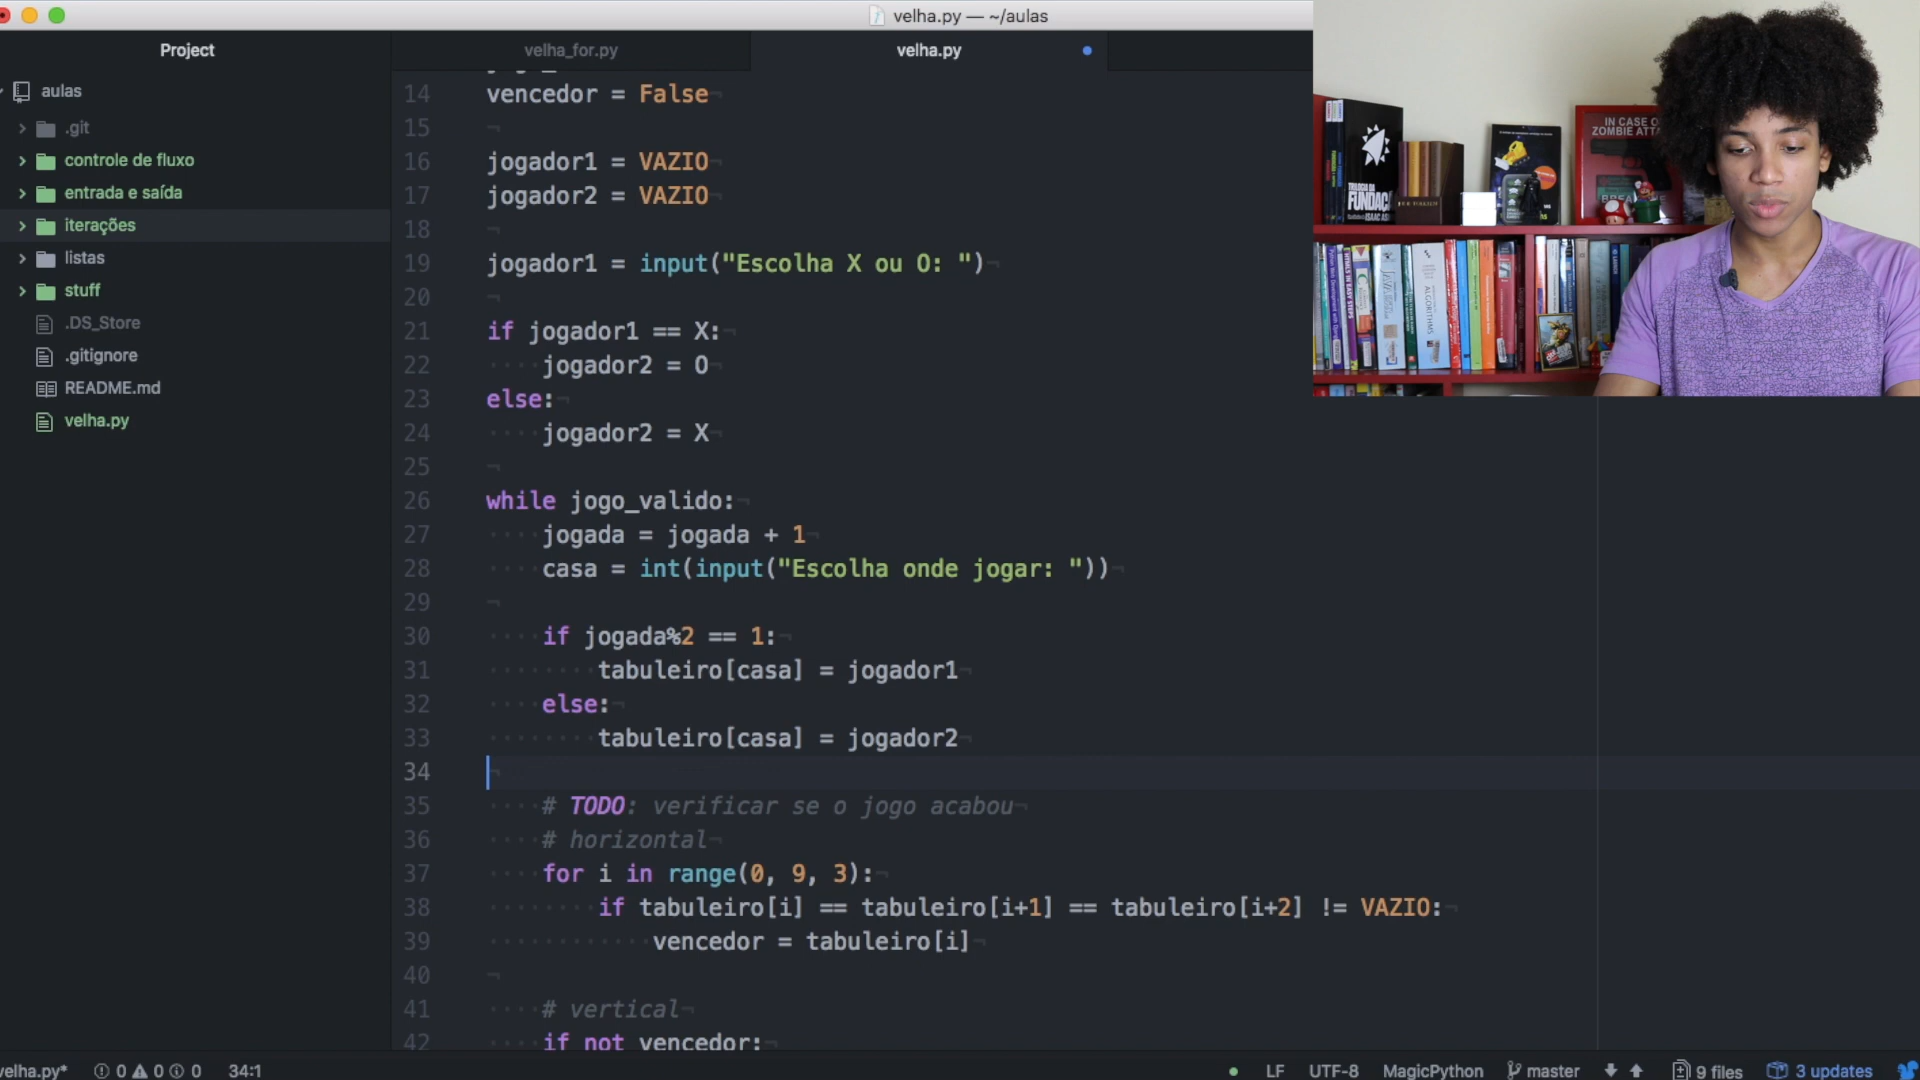 velha.py — ~/aulas
Project
velha_for.py
velha.py
aulas
.git
controle de fluxo
entrada e saída
iterações
listas
stuff
.DS_Store
.gitignore
README.md
velha.py
14 vencedor = False
15
16 jogador1 = VAZIO
17 jogador2 = VAZIO
18
19 jogador1 = input("Escolha X ou O: ")
20
21 if jogador1 == X:
22 jogador2 = O
23 else:
24 jogador2 = X
25
26 while jogo_valido:
27 jogada = jogada + 1
28 casa = int(input("Escolha onde jogar: "))
29
30 if jogada%2 == 1:
31 tabuleiro[casa] = jogador1
32 else:
33 tabuleiro[casa] = jogador2
34
35 # TODO: verificar se o jogo acabou
36 # horizontal
37 for i in range(0, 9, 3):
38 if tabuleiro[i] == tabuleiro[i+1] == tabuleiro[i+2] != VAZIO:
39 vencedor = tabuleiro[i]
40
41 # vertical
42 if not vencedor:
IN CASE O
ZOMBIE ATT
TRILOGIA DA
FUNDAÇ
ISAAC AS
ALGORITHMS
velha.py* 0 0 0 34:1
LF UTF-8 MagicPython master 9 files 3 updates